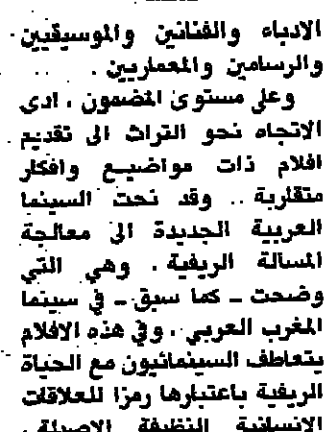 الادباء والفنانين والموسيقيين
والرسامين والمعماريين .
وعلى مستوى المضمون ، ادى
الاتجاه نحو التراث الى تقديم
افلام ذات مواضيع وافكار
متقاربة .. وقد نحت السينما
العربية الجديدة الى معالجة
المسالة الريفية . وهي التي
وضحت ـ كما سبق ـ في سينما
المغرب العربي . وفي هذه الافلام
يتعاطف السينمائيون مع الحياة
الريفية باعتبارها رمزا للعلاقات
الانسانية النظيفة الاصيلة .